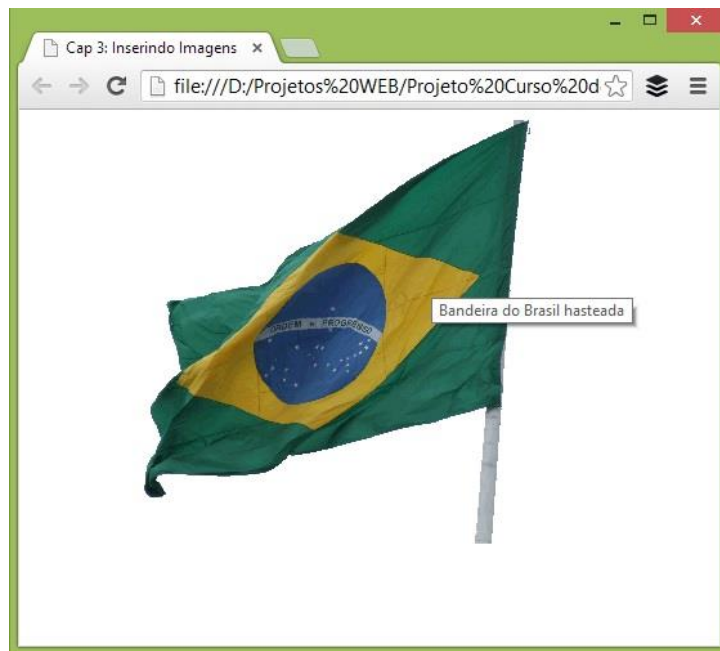 Cap 3: Inserindo Imagens
file:///D:/Projetos%20WEB/Projeto%20Curso%20d
ORDEM E PROGRESSO
Bandeira do Brasil hasteada